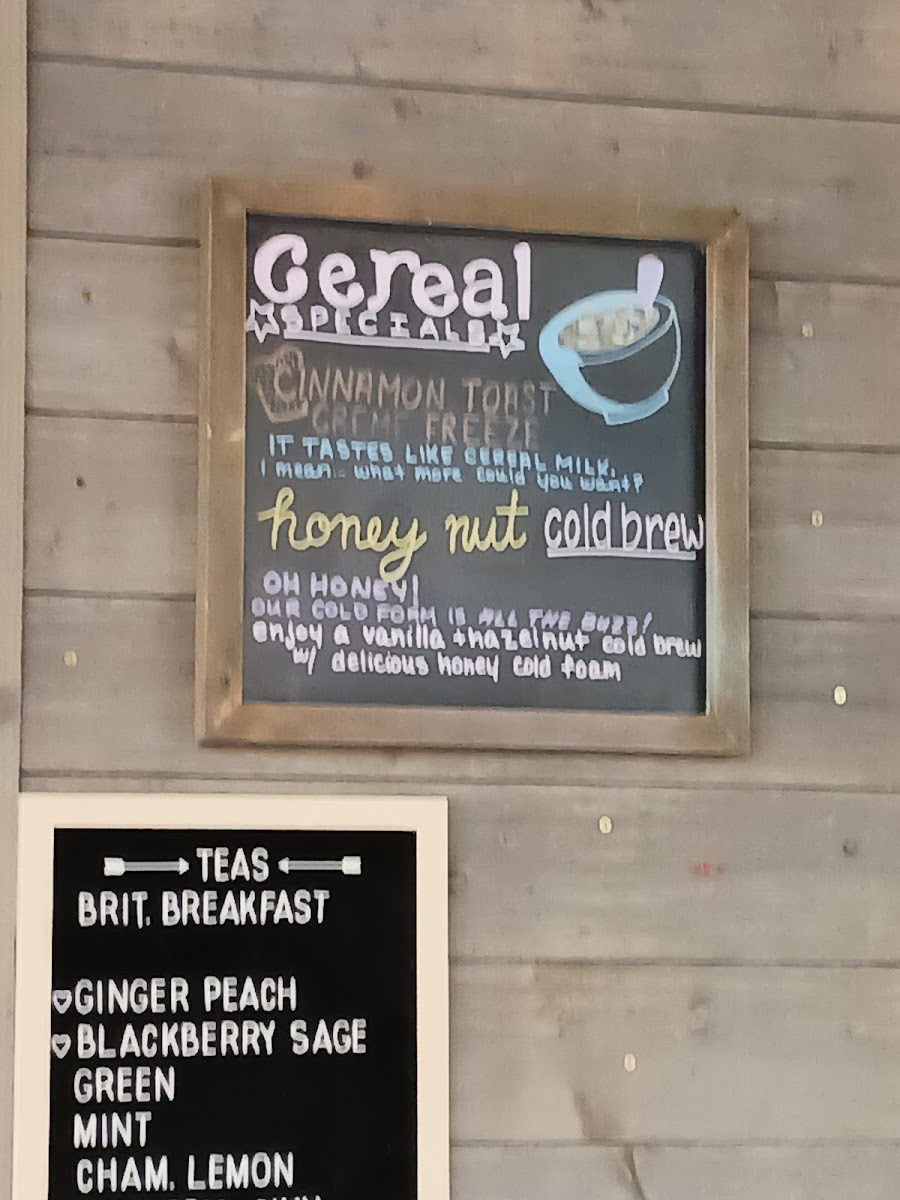 Cereal
SPECIALS
CINNAMON TOAST
CREME FREEZE
IT TASTES LIKE CEREAL MILK.
I mean.. what more could you want?
honey nut cold brew
OH HONEY!
OUR COLD FOAM IS ALL THE BUZZ!
enjoy a vanilla + hazelnut cold brew
w/ delicious honey cold foam
TEAS
BRIT. BREAKFAST
GINGER PEACH
BLACKBERRY SAGE
GREEN
MINT
CHAM. LEMON